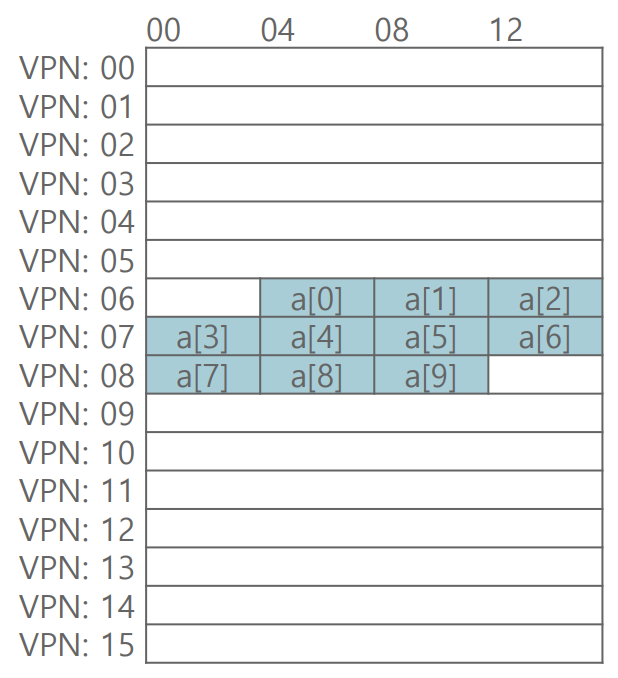 00 04 08 12
VPN: 00
VPN: 01
VPN: 02
VPN: 03
VPN: 04
VPN: 05
VPN: 06 a[0] a[1] a[2]
VPN: 07 a[3] a[4] a[5] a[6]
VPN: 08 a[7] a[8] a[9]
VPN: 09
VPN: 10
VPN: 11
VPN: 12
VPN: 13
VPN: 14
VPN: 15